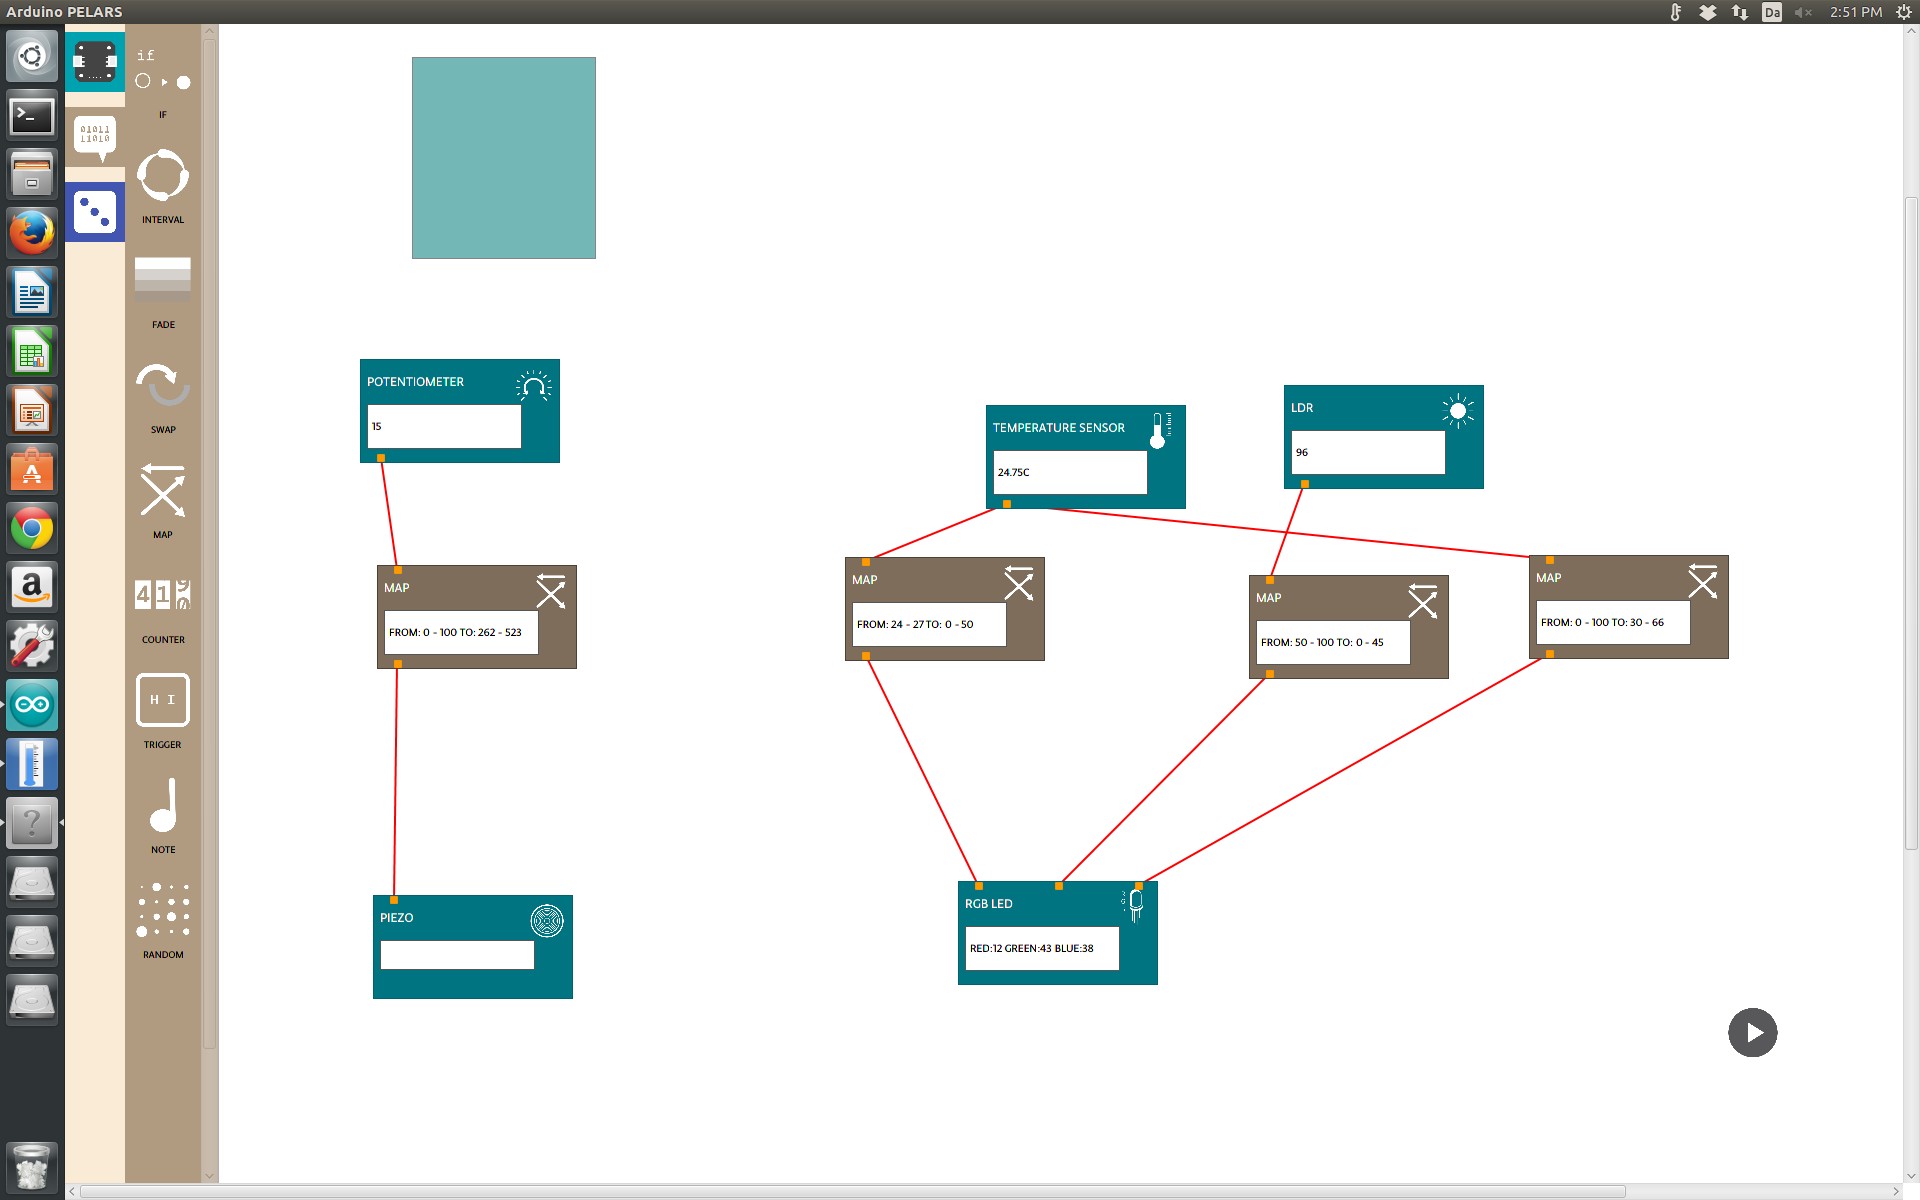 Arduino PELARS
Da
2:51 PM
if
IF
01011
11010
INTERVAL
FADE
SWAP
MAP
COUNTER
H I
TRIGGER
NOTE
RANDOM
POTENTIOMETER
15
TEMPERATURE SENSOR
24.75C
LDR
96
MAP
FROM: 0 - 100 TO: 262 - 523
MAP
FROM: 24 - 27 TO: 0 - 50
MAP
FROM: 50 - 100 TO: 0 - 45
MAP
FROM: 0 - 100 TO: 30 - 66
PIEZO
RGB LED
RED:12 GREEN:43 BLUE:38